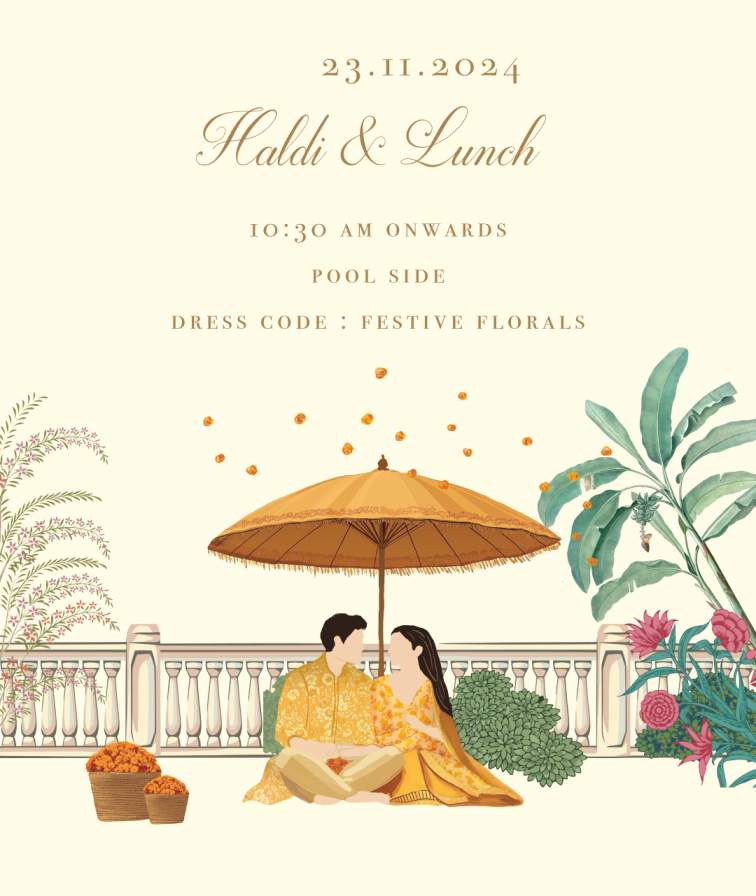 23.11.2024
Haldi & Lunch
10:30 AM ONWARDS
POOL SIDE
DRESS CODE : FESTIVE FLORALS